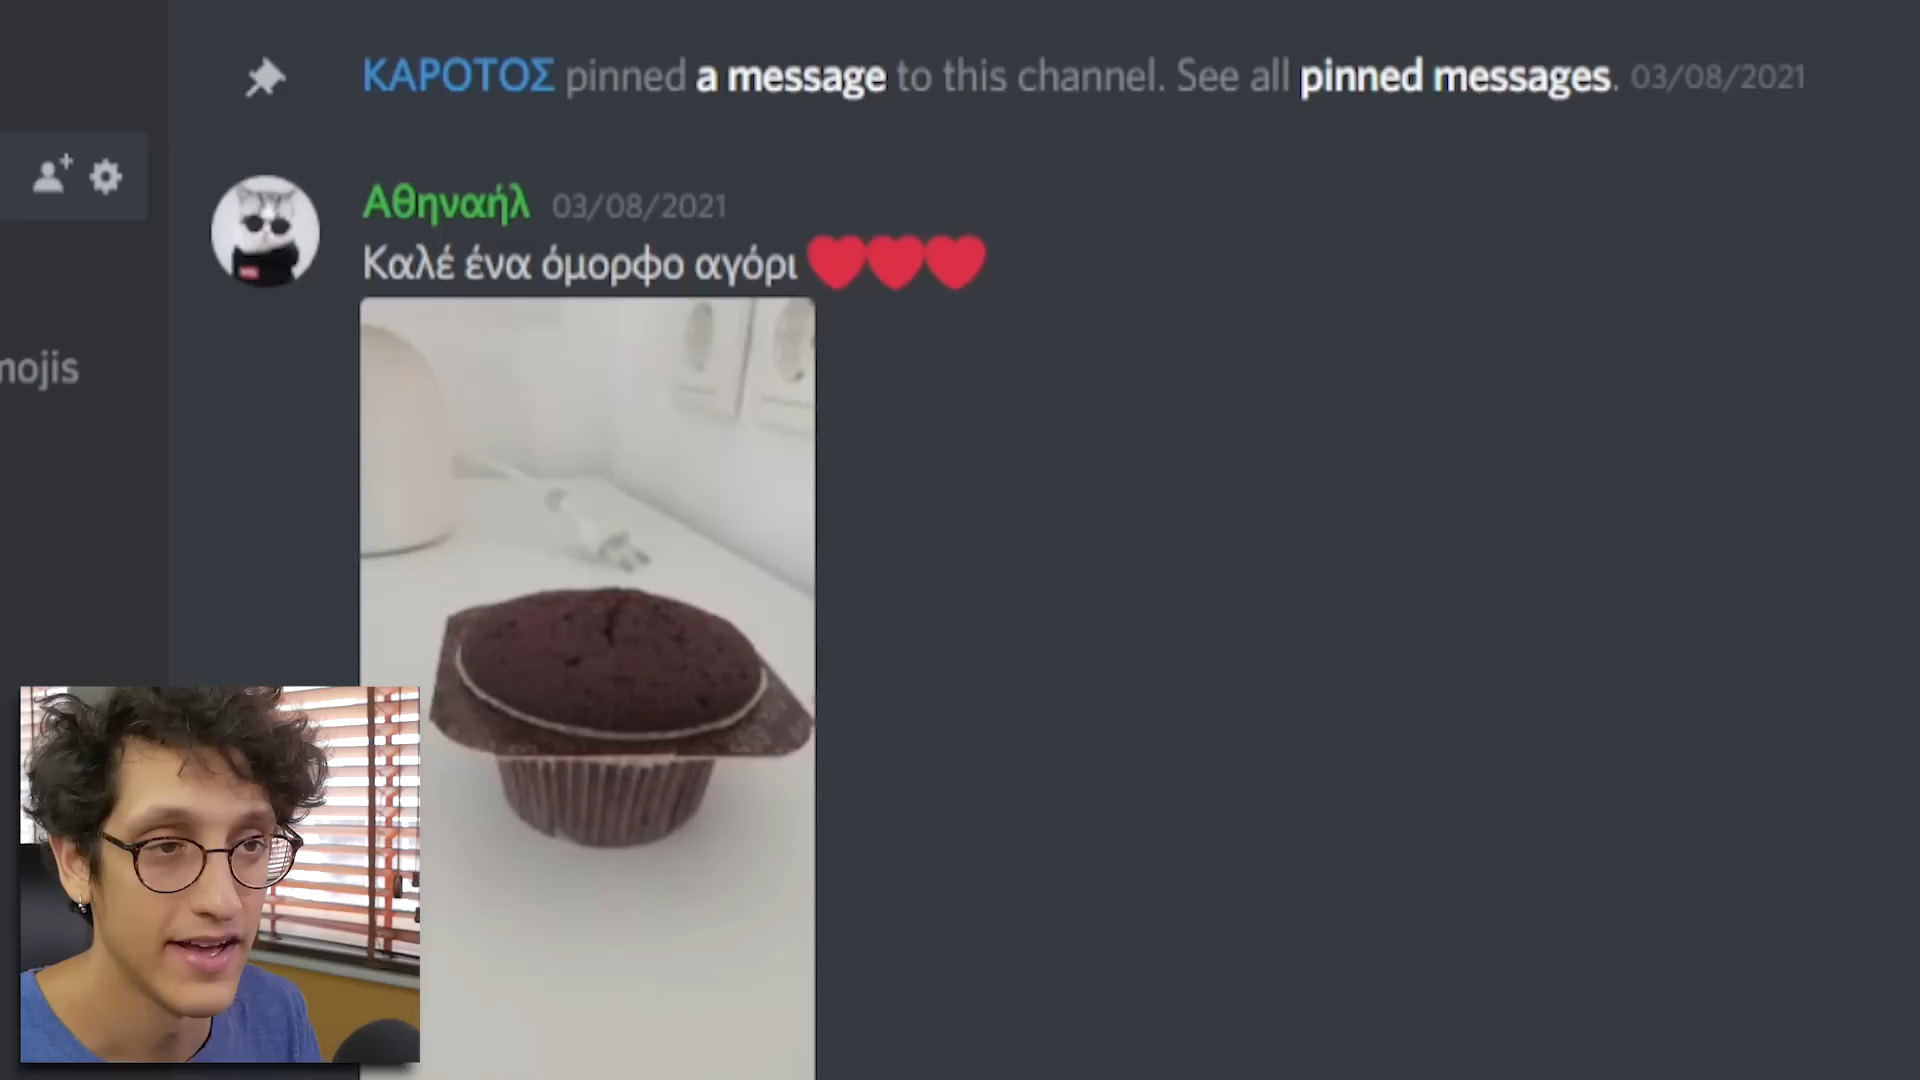 ΚΑΡΟΤΟΣ pinned a message to this channel. See all pinned messages. 03/08/2021
Αθηναήλ 03/08/2021
Καλέ ένα όμορφο αγόρι ❤❤❤
mojis